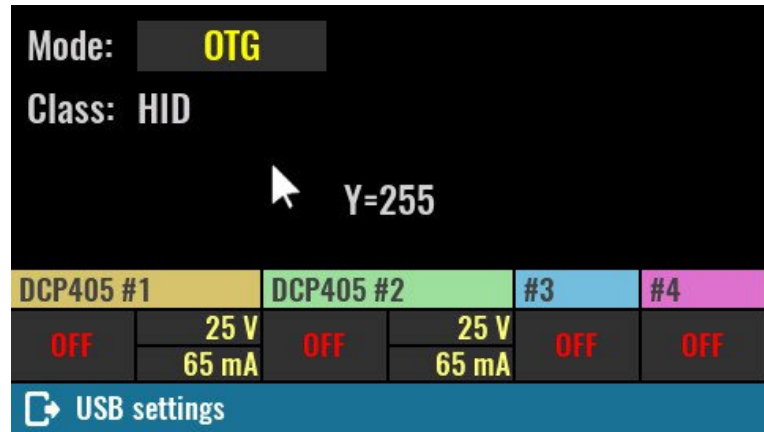 Mode: OTG
Class: HID
Y=255
DCP405 #1 DCP405 #2 #3 #4
OFF 25 V OFF 25 V OFF OFF
65 mA 65 mA
USB settings